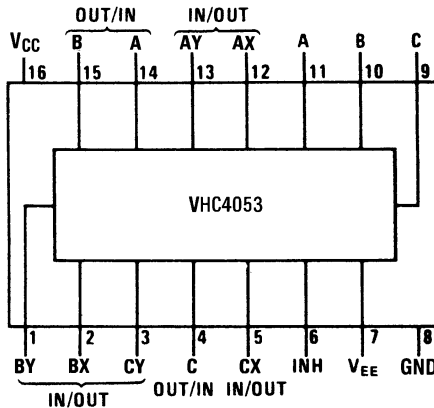 OUT/IN IN/OUT
VCC B A AY AX A B C
16 15 14 13 12 11 10 9
VHC4053
1 2 3 4 5 6 7 8
BY BX CY C CX INH VEE GND
OUT/IN IN/OUT
IN/OUT